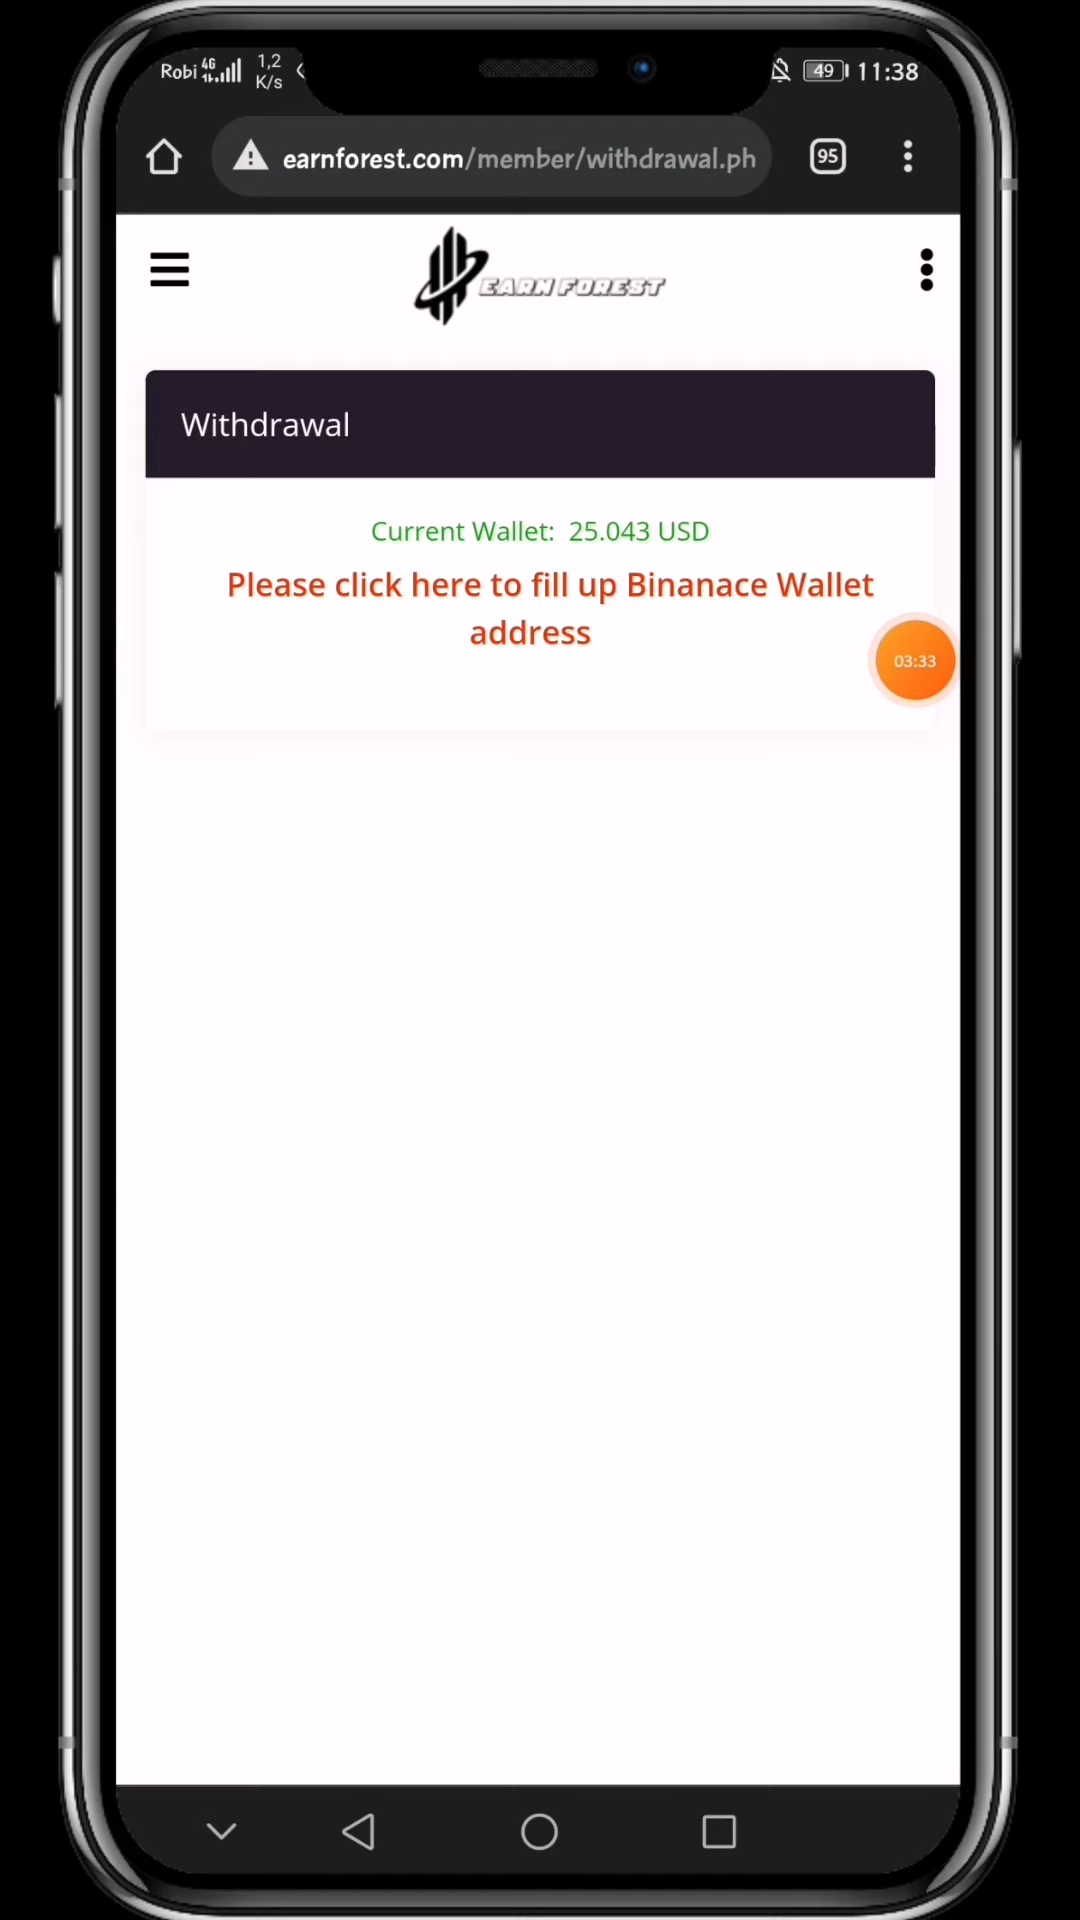 Robi 4G 1,2 K/s 49 11:38
earnforest.com/member/withdrawal.ph 95
EARN FOREST
Withdrawal
Current Wallet: 25.043 USD
Please click here to fill up Binanace Wallet
address
03:33